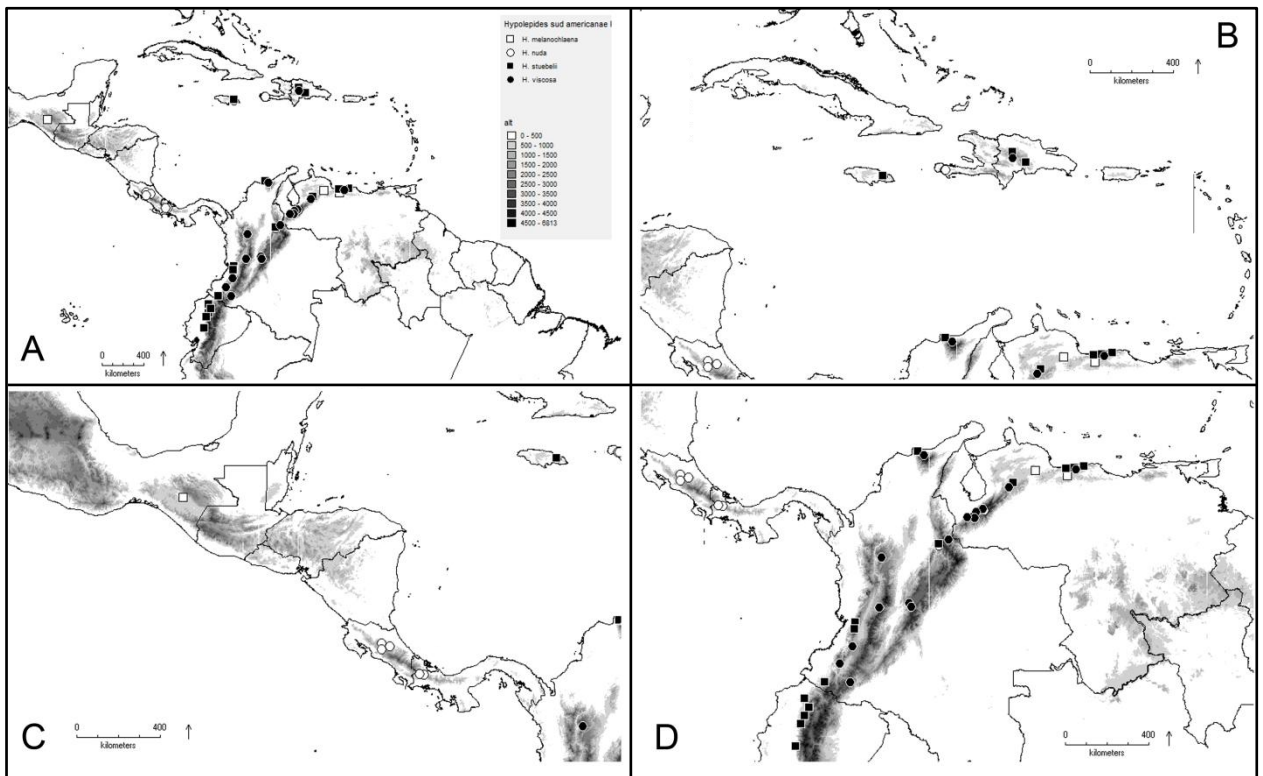 Hypolepides sud americanae I
H. melanochlaena
H. nuda
H. stuebelii
H. viscosa
alt
0 - 500
500 - 1000
1000 - 1500
1500 - 2000
2000 - 2500
2500 - 3000
3000 - 3500
3500 - 4000
4000 - 4500
4500 - 6813
A
0 400
kilometers
B
0 400
kilometers
C
0 400
kilometers
D
0 400
kilometers